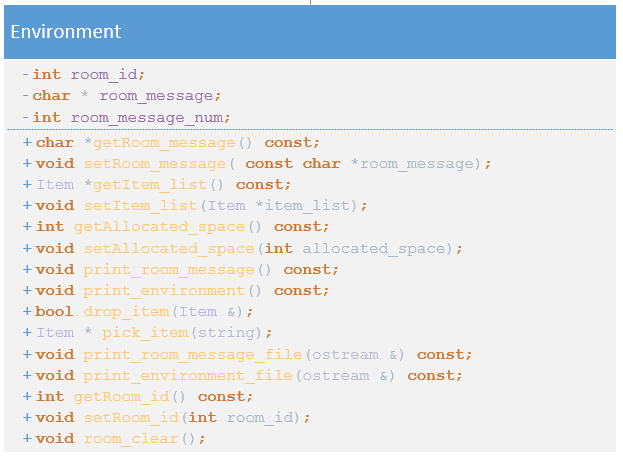 Environment
- int room_id;
- char * room_message;
- int room_message_num;
+ char *getRoom_message() const;
+ void setRoom_message( const char *room_message);
+ Item *getItem_list() const;
+ void setItem_list(Item *item_list);
+ int getAllocated_space() const;
+ void setAllocated_space(int allocated_space);
+ void print_room_message() const;
+ void print_environment() const;
+ bool drop_item(Item &);
+ Item * pick_item(string);
+ void print_room_message_file(ostream &) const;
+ void print_environment_file(ostream &) const;
+ int getRoom_id() const;
+ void setRoom_id(int room_id);
+ void room_clear();